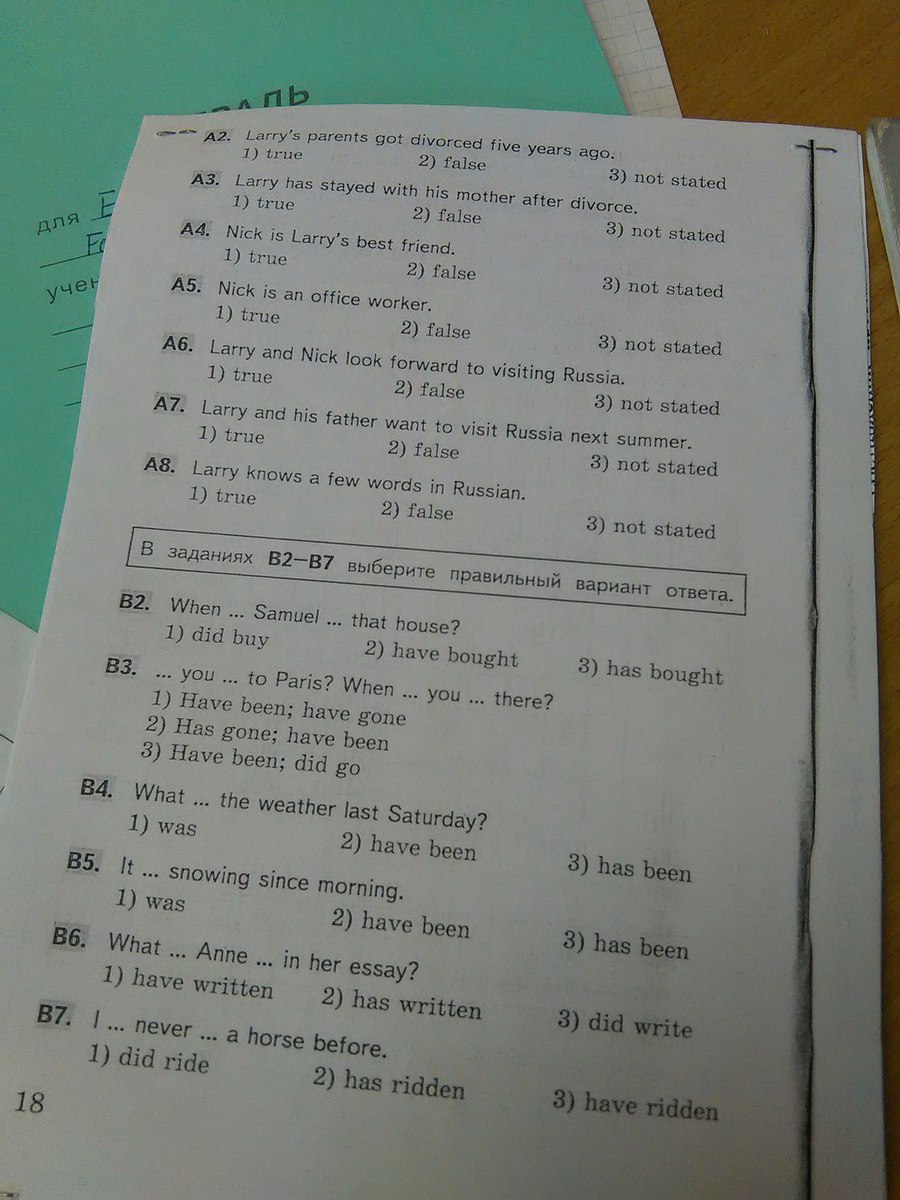 для
учен
A2. Larry's parents got divorced five years ago.
1) true 2) false 3) not stated
A3. Larry has stayed with his mother after divorce.
1) true 2) false 3) not stated
A4. Nick is Larry's best friend.
1) true 2) false 3) not stated
A5. Nick is an office worker.
1) true 2) false 3) not stated
A6. Larry and Nick look forward to visiting Russia.
1) true 2) false 3) not stated
A7. Larry and his father want to visit Russia next summer.
1) true 2) false 3) not stated
A8. Larry knows a few words in Russian.
1) true 2) false 3) not stated
В заданиях B2—B7 выберите правильный вариант ответа.
B2. When ... Samuel ... that house?
1) did buy 2) have bought 3) has bought
B3. ... you ... to Paris? When ... you ... there?
1) Have been; have gone
2) Has gone; have been
3) Have been; did go
B4. What ... the weather last Saturday?
1) was 2) have been 3) has been
B5. It ... snowing since morning.
1) was 2) have been 3) has been
B6. What ... Anne ... in her essay?
1) have written 2) has written 3) did write
B7. I ... never ... a horse before.
1) did ride 2) has ridden 3) have ridden
18